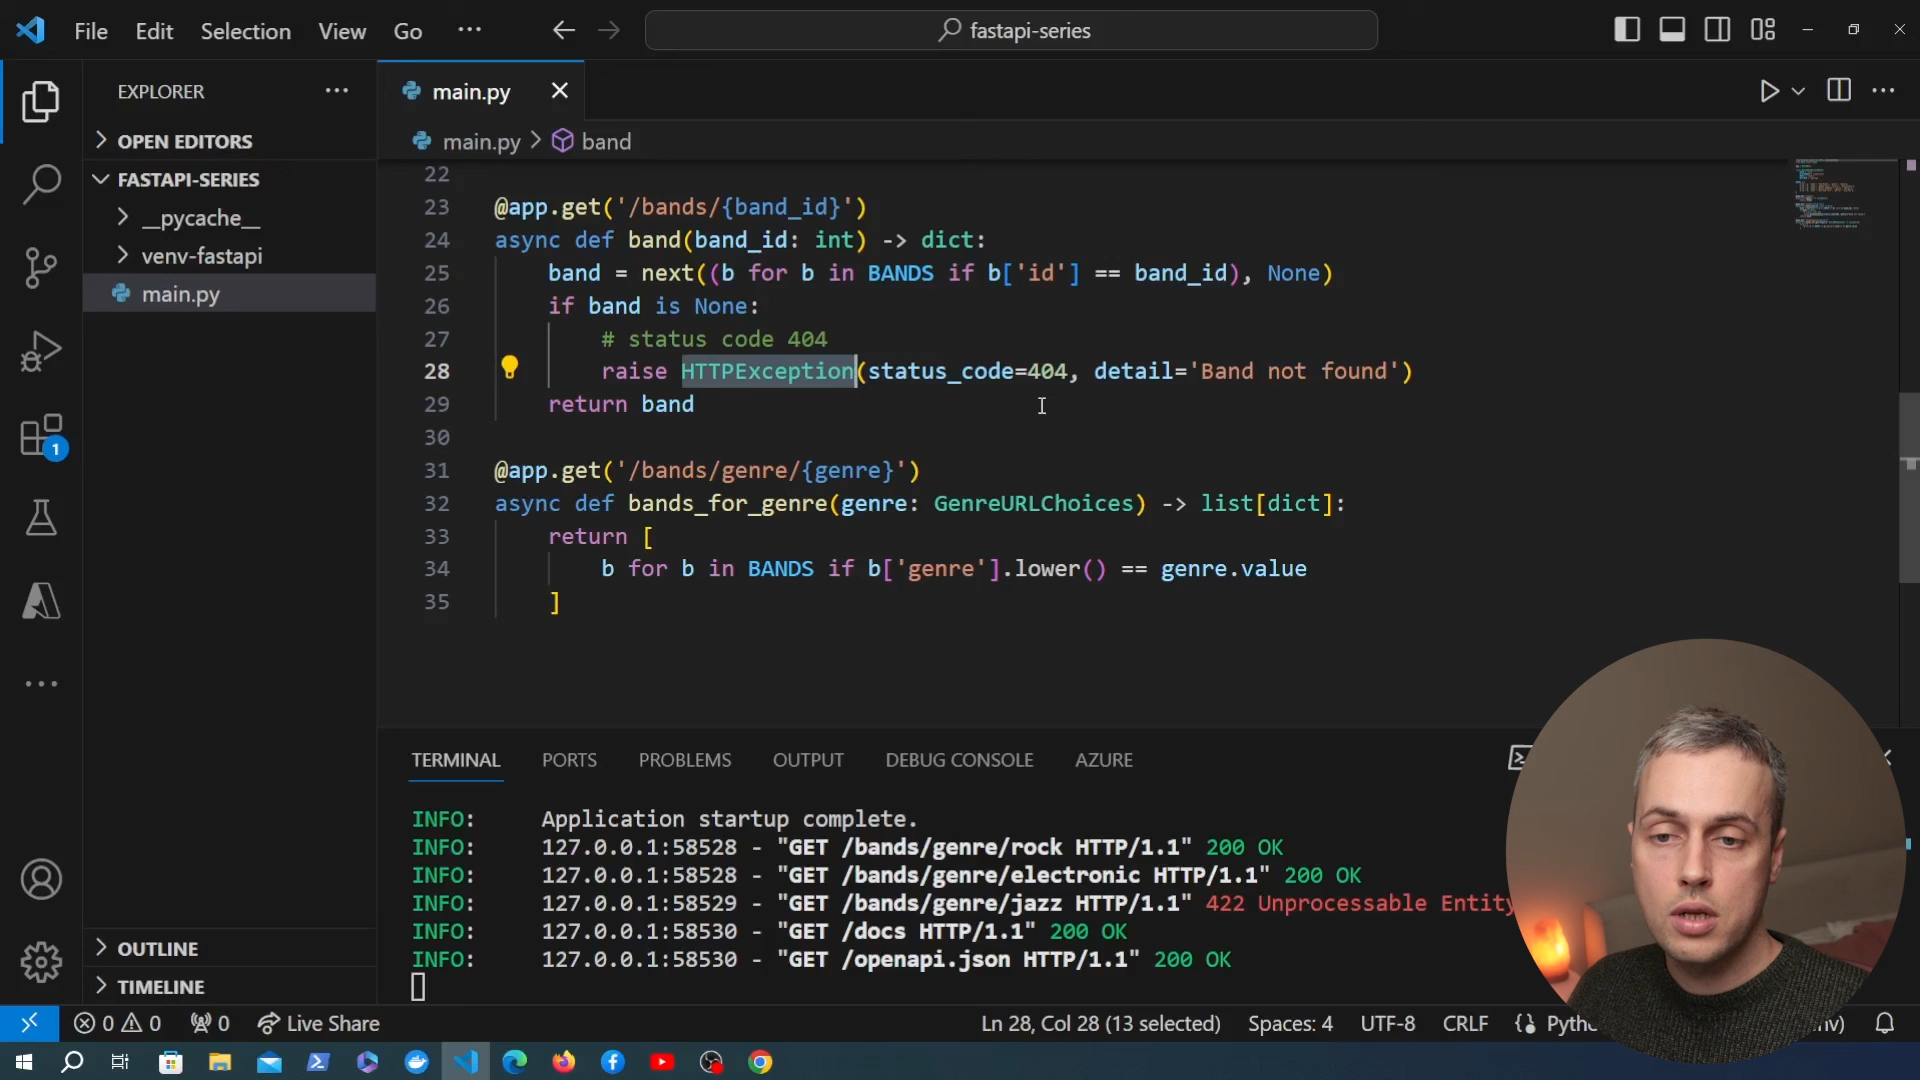 File Edit Selection View Go ···
fastapi-series
EXPLORER
main.py
OPEN EDITORS
main.py > band
FASTAPI-SERIES
__pycache__
venv-fastapi
main.py
22
23 @app.get('/bands/{band_id}')
24 async def band(band_id: int) -> dict:
25 band = next((b for b in BANDS if b['id'] == band_id), None)
26 if band is None:
27 # status code 404
28 raise HTTPException(status_code=404, detail='Band not found')
29 return band
30
31 @app.get('/bands/genre/{genre}')
32 async def bands_for_genre(genre: GenreURLChoices) -> list[dict]:
33 return [
34 b for b in BANDS if b['genre'].lower() == genre.value
35 ]
1
TERMINAL PORTS PROBLEMS OUTPUT DEBUG CONSOLE AZURE
INFO: Application startup complete.
INFO: 127.0.0.1:58528 - "GET /bands/genre/rock HTTP/1.1" 200 OK
INFO: 127.0.0.1:58528 - "GET /bands/genre/electronic HTTP/1.1" 200 OK
INFO: 127.0.0.1:58529 - "GET /bands/genre/jazz HTTP/1.1" 422 Unprocessable Entity
INFO: 127.0.0.1:58530 - "GET /docs HTTP/1.1" 200 OK
INFO: 127.0.0.1:58530 - "GET /openapi.json HTTP/1.1" 200 OK
OUTLINE
TIMELINE
0 0 0 Live Share Ln 28, Col 28 (13 selected) Spaces: 4 UTF-8 CRLF